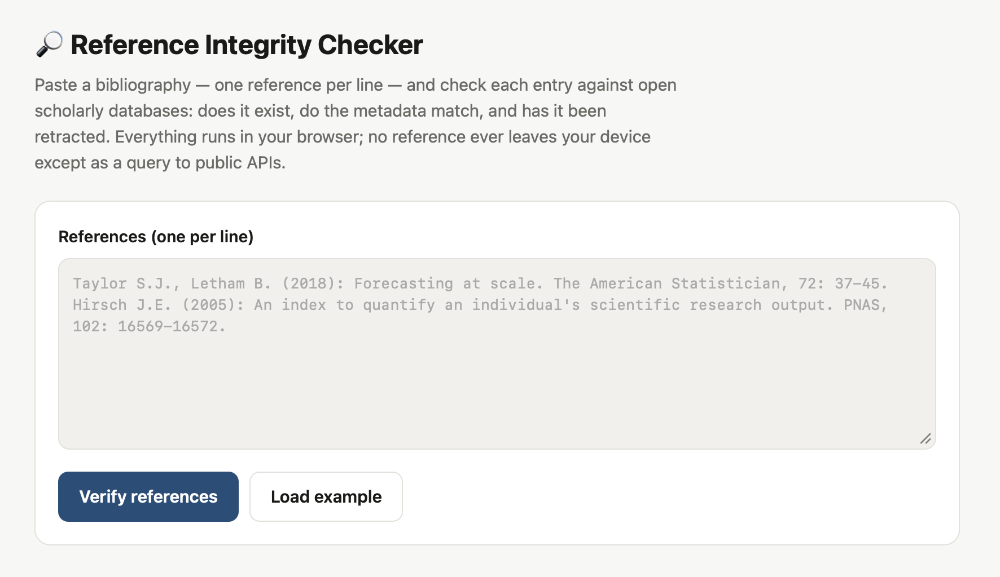 🔎 Reference Integrity Checker
Paste a bibliography — one reference per line — and check each entry against open
scholarly databases: does it exist, do the metadata match, and has it been
retracted. Everything runs in your browser; no reference ever leaves your device
except as a query to public APIs.
References (one per line)
Taylor S.J., Letham B. (2018): Forecasting at scale. The American Statistician, 72: 37–45.
Hirsch J.E. (2005): An index to quantify an individual's scientific research output. PNAS,
102: 16569–16572.
Verify references
Load example